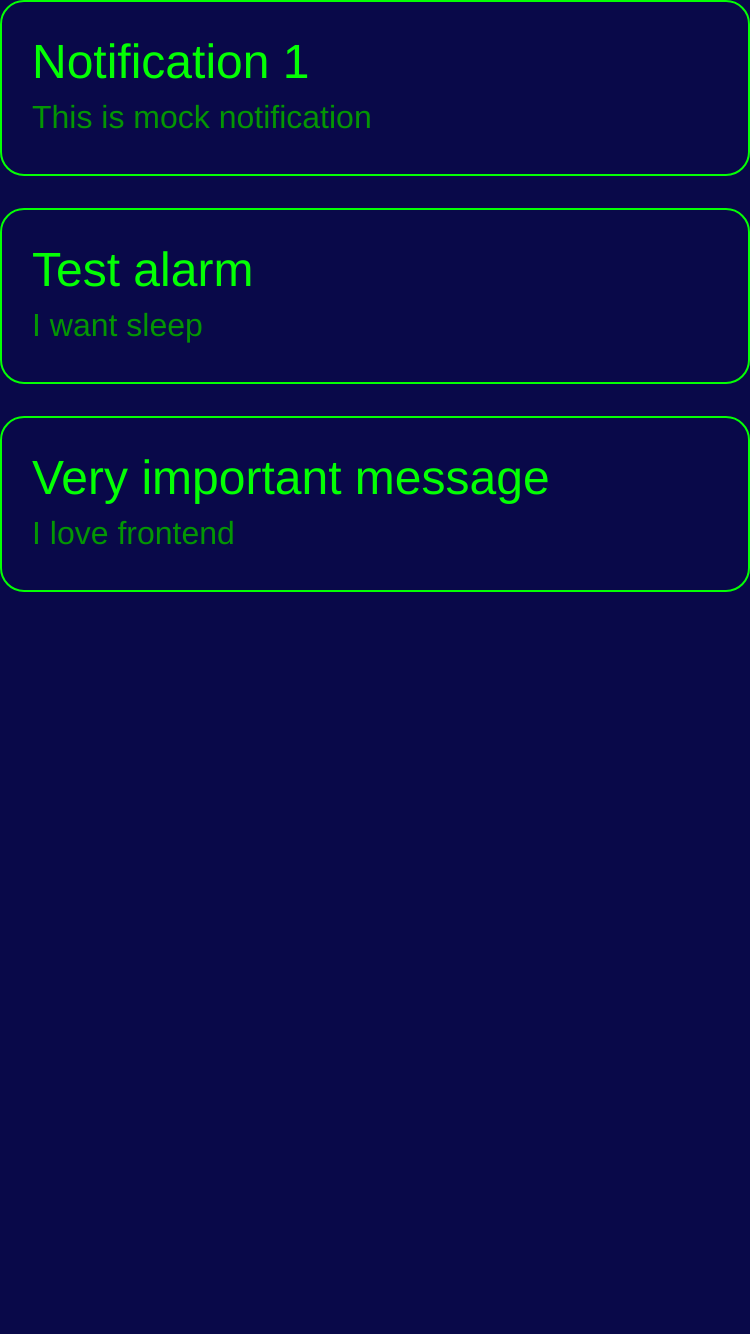 Notification 1
This is mock notification
Test alarm
I want sleep
Very important message
I love frontend